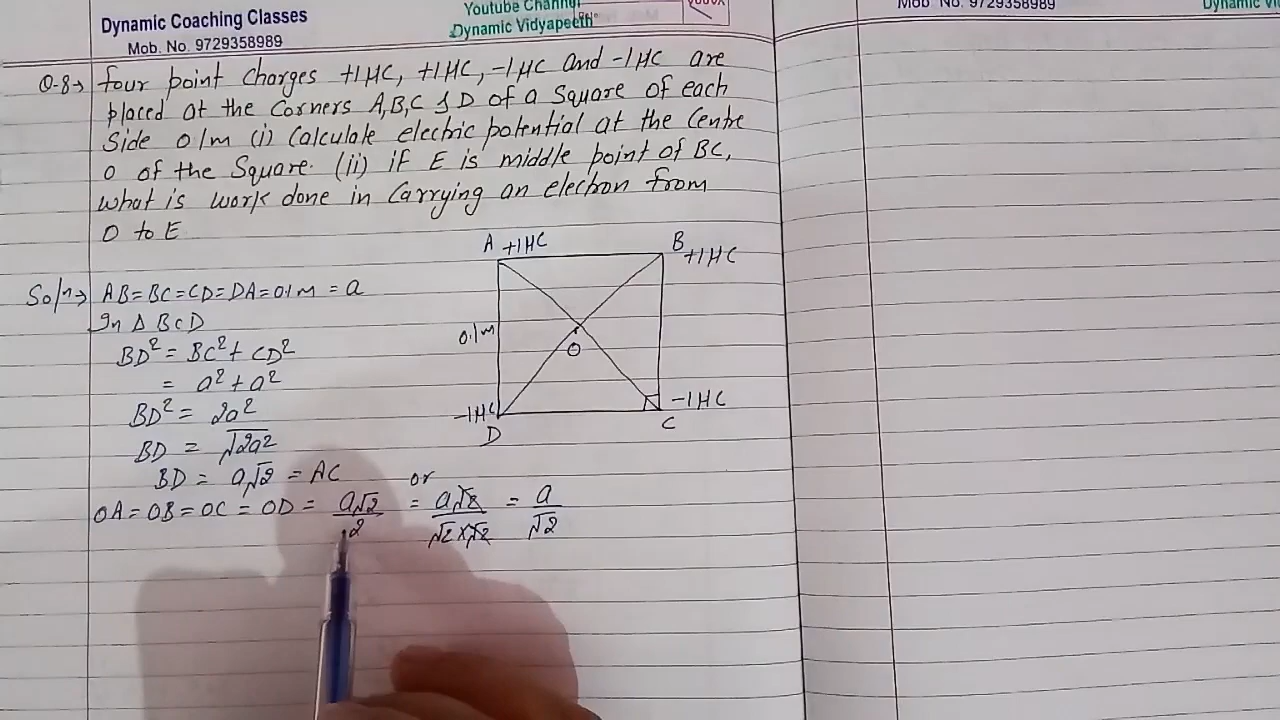 Dynamic Coaching Classes
Mob. No. 9729358989
Youtube Channel
Dynamic Vidyapeeth
Mob No. 9729358989
Dynamic
Q-8→ four point charges +1μC, +1μC, -1μC and -1μC are
placed at the corners A,B,C & D of a square of each
side 0.1m (i) Calculate electric potential at the centre
O of the square. (ii) if E is middle point of BC,
what is work done in Carrying an electron from
O to E
Soln→ AB=BC=CD=DA=0.1m = a
In Δ BCD
BD² = BC² + CD²
= a² + a²
BD² = 2a²
BD = √2a²
BD = a√2 = AC
OA = OB = OC = OD = a√2/2 or = a√2/√2×√2 = a/√2
A +1μC
B +1μC
0.1m
O
-1μC D
-1μC C